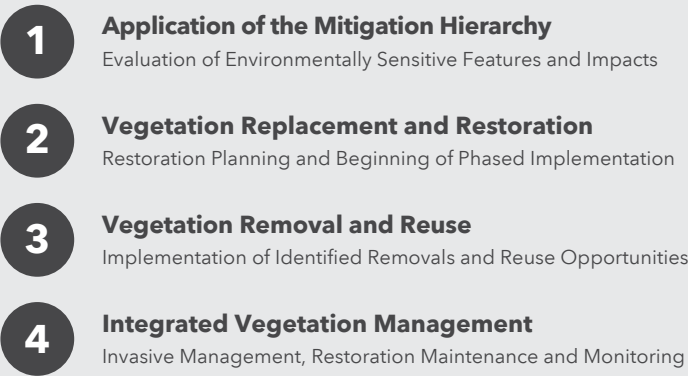 1
Application of the Mitigation Hierarchy
Evaluation of Environmentally Sensitive Features and Impacts
2
Vegetation Replacement and Restoration
Restoration Planning and Beginning of Phased Implementation
3
Vegetation Removal and Reuse
Implementation of Identified Removals and Reuse Opportunities
4
Integrated Vegetation Management
Invasive Management, Restoration Maintenance and Monitoring